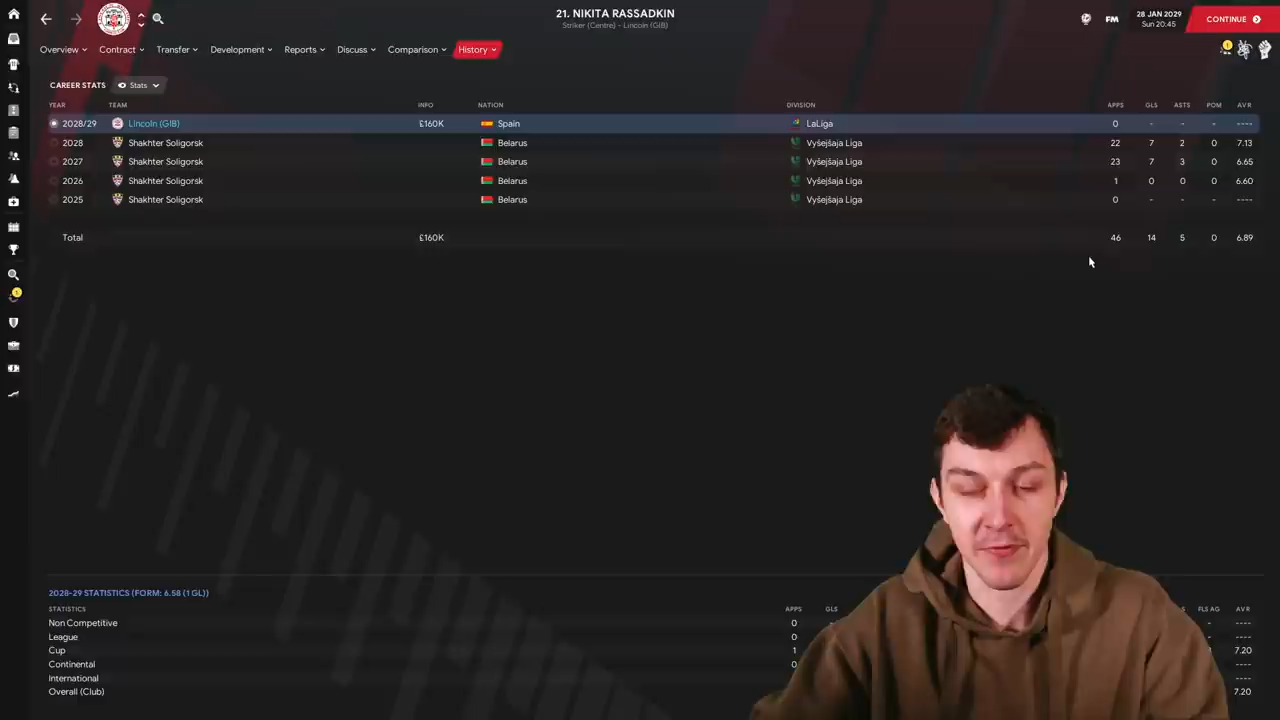 21. NIKITA RASSADKIN
Striker (Centre) - Lincoln (GIB)
FM
28 JAN 2029
Sun 20:45
CONTINUE
Overview
Contract
Transfer
Development
Reports
Discuss
Comparison
History
1
CAREER STATS
Stats
YEAR TEAM INFO NATION DIVISION APPS GLS ASTS POM AVR
2028/29 Lincoln (GIB) £160K Spain LaLiga 0 - - - ----
2028 Shakhter Soligorsk Belarus Vyšejšaja Liga 22 7 2 0 7.13
2027 Shakhter Soligorsk Belarus Vyšejšaja Liga 23 7 3 0 6.65
2026 Shakhter Soligorsk Belarus Vyšejšaja Liga 1 0 0 0 6.60
2025 Shakhter Soligorsk Belarus Vyšejšaja Liga 0 - - - ----
Total £160K 46 14 5 0 6.89
1
2028-29 STATISTICS (FORM: 6.58 (1 GL))
STATISTICS APPS GLS FLS AG AVR
Non Competitive 0 - - ----
League 0 - ----
Cup 1 7.20
Continental 0 ----
International ----
Overall (Club) 7.20